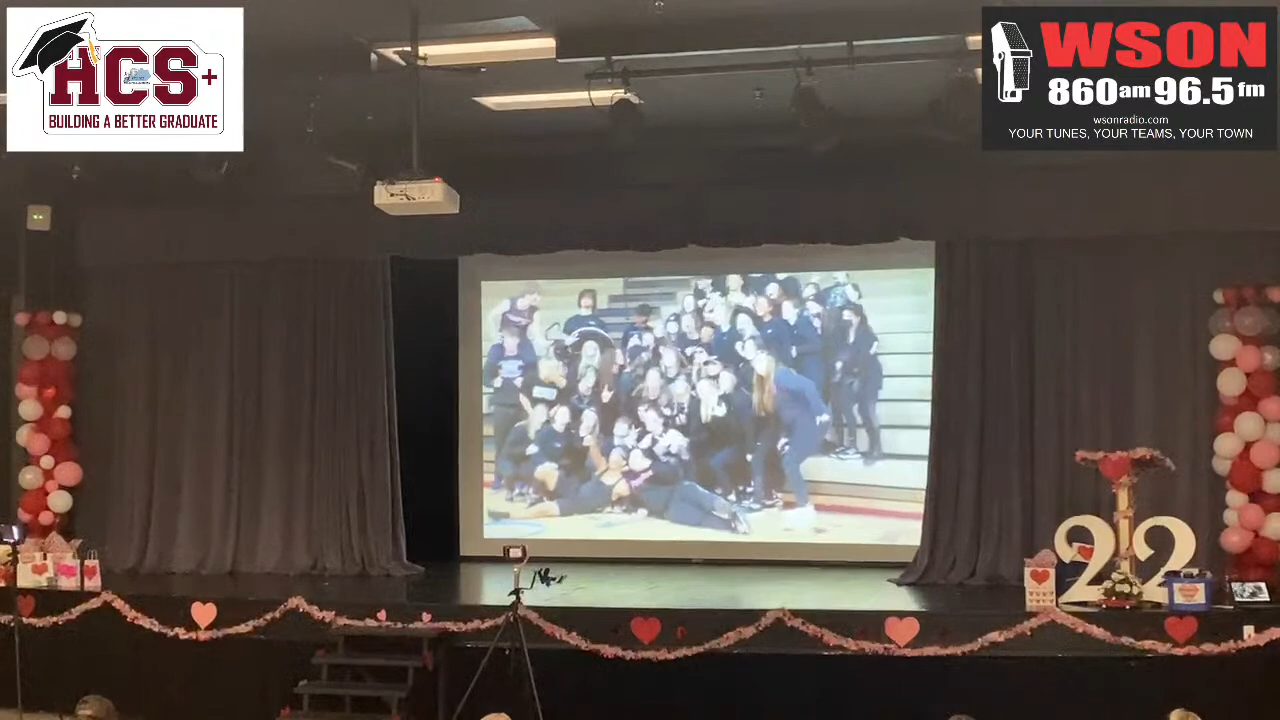 HCS+
BUILDING A BETTER GRADUATE
WSON
860am 96.5fm
wsonradio.com
YOUR TUNES, YOUR TEAMS, YOUR TOWN
22